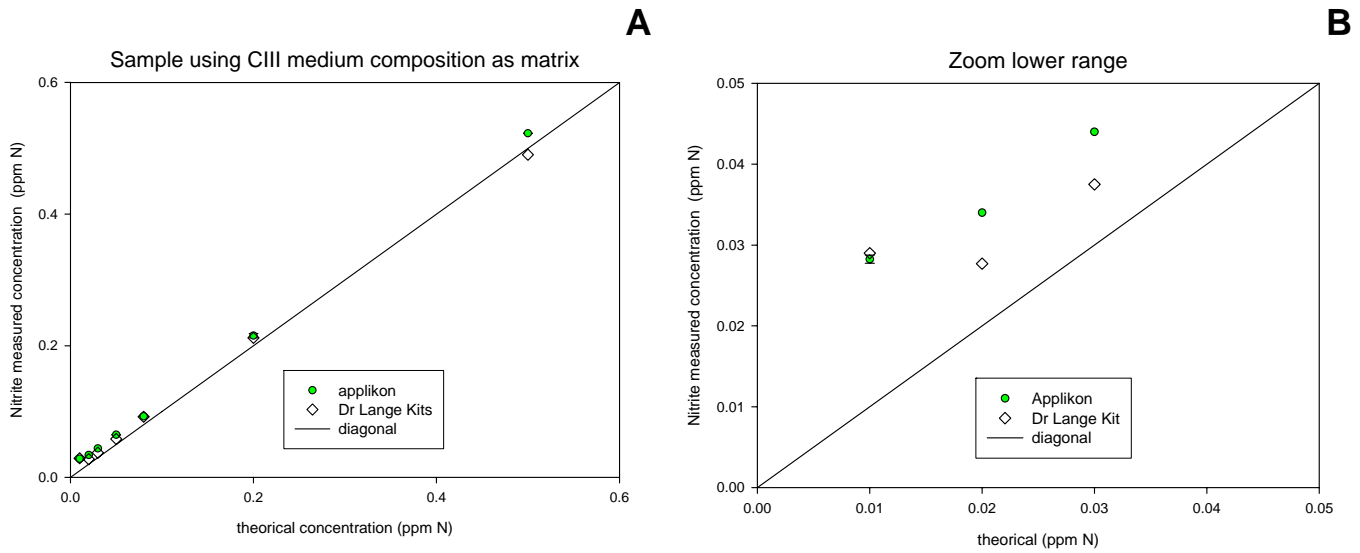 A
Sample using CIII medium composition as matrix
0.6
0.4
0.2
0.0
0.0 0.2 0.4 0.6
Nitrite measured concentration (ppm N)
theorical concentration (ppm N)
applikon
Dr Lange Kits
diagonal
B
Zoom lower range
0.05
0.04
0.03
0.02
0.01
0.00
0.00 0.01 0.02 0.03 0.04 0.05
Nitrite measured concentration (ppm N)
theorical (ppm N)
Applikon
Dr Lange Kit
diagonal